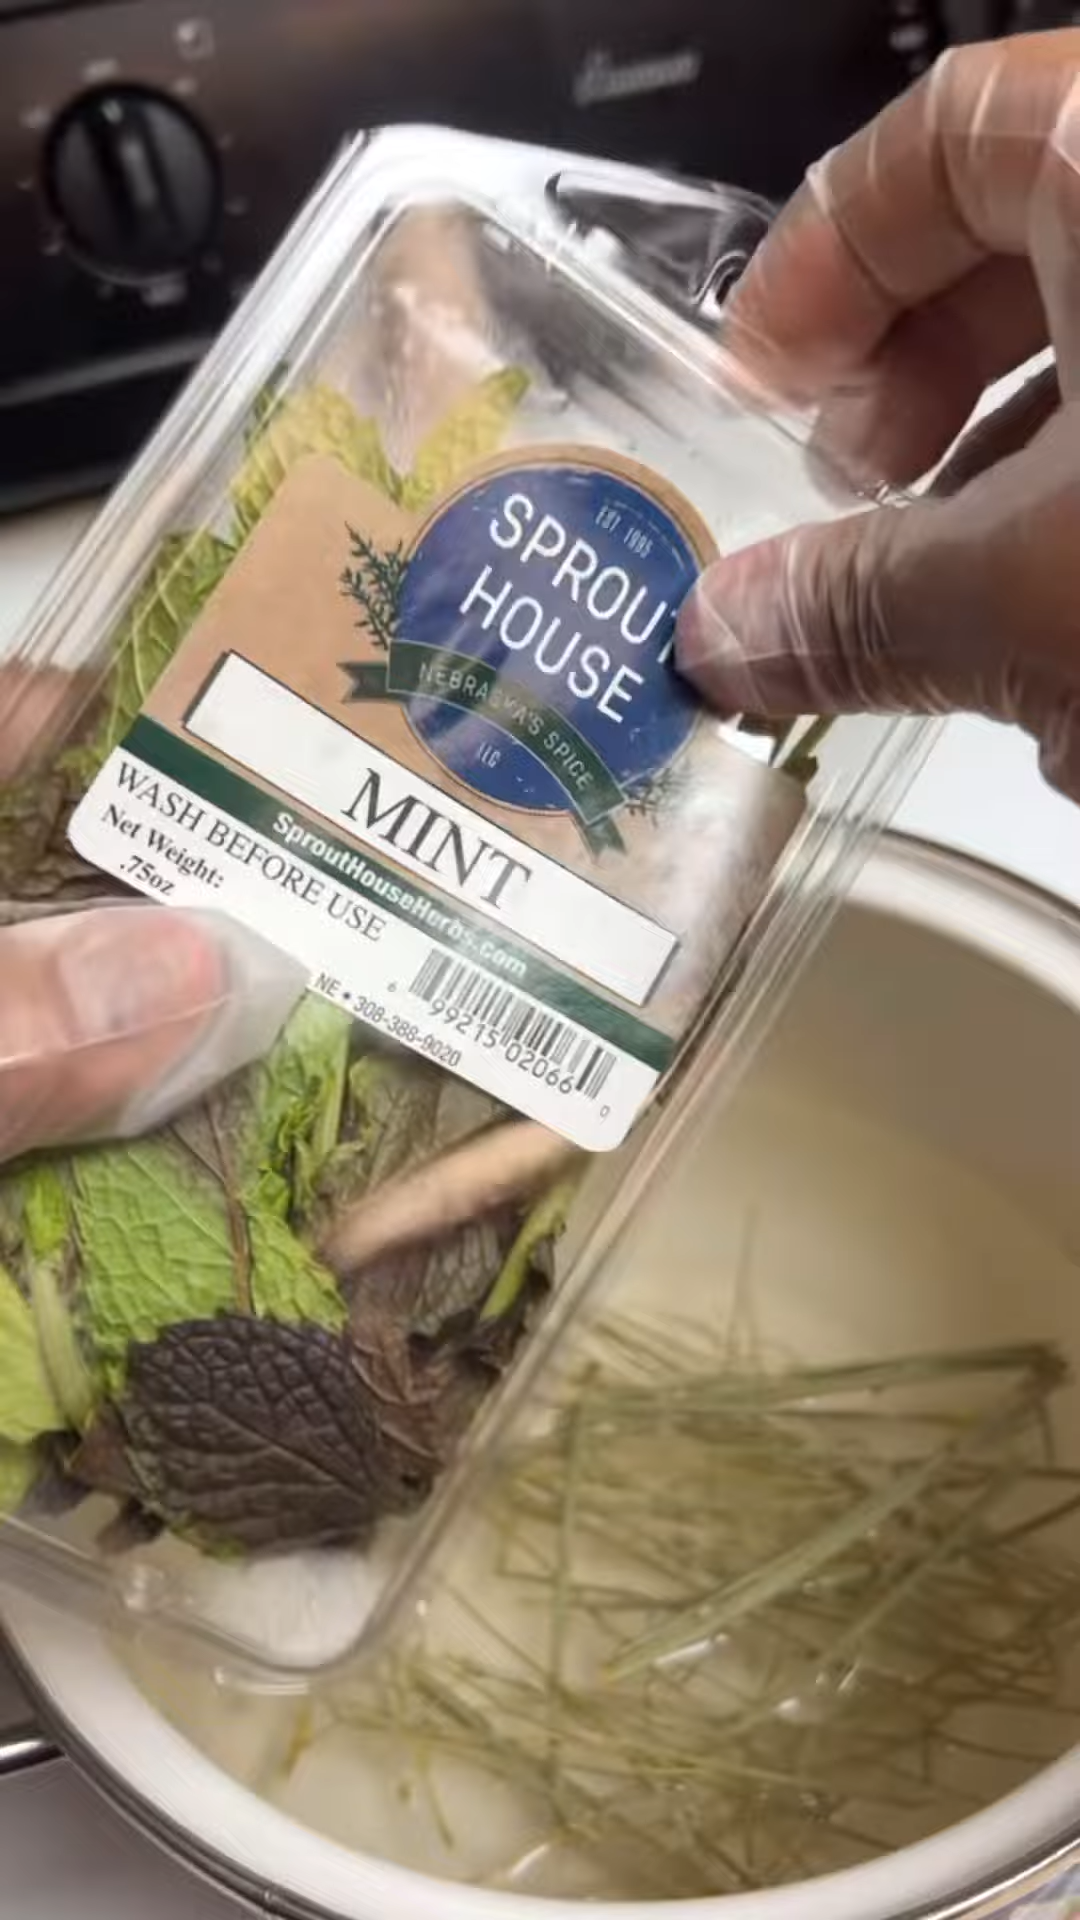 EST 1995
SPROUT
HOUSE
NEBRASKA'S SPICE
LLC
MINT
SproutHouseHerbs.com
WASH BEFORE USE
Net Weight:
.75oz
NE • 308-388-9020
6 99215 02066 0